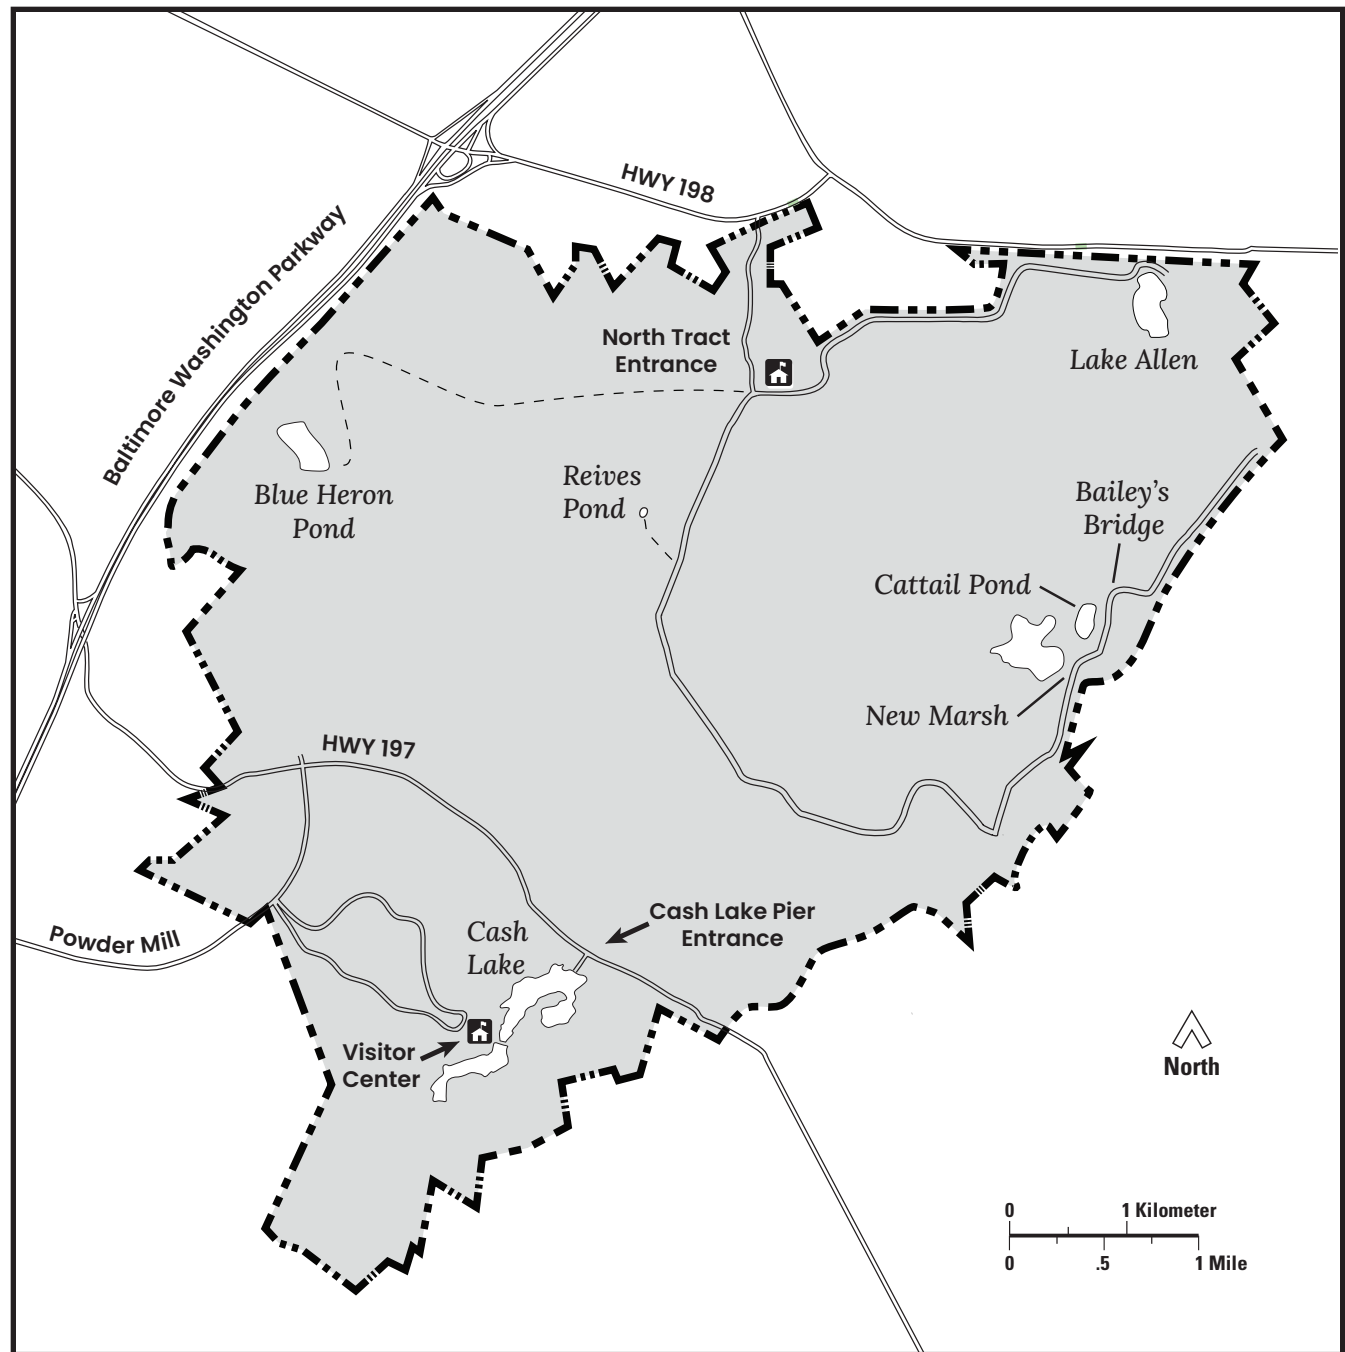 HWY 198
Baltimore Washington Parkway
North Tract
Entrance
Lake Allen
Blue Heron
Pond
Reives
Pond
Bailey’s
Bridge
Cattail Pond
New Marsh
HWY 197
Powder Mill
Cash
Lake
Cash Lake Pier
Entrance
Visitor
Center
North
0 1 Kilometer
0 .5 1 Mile